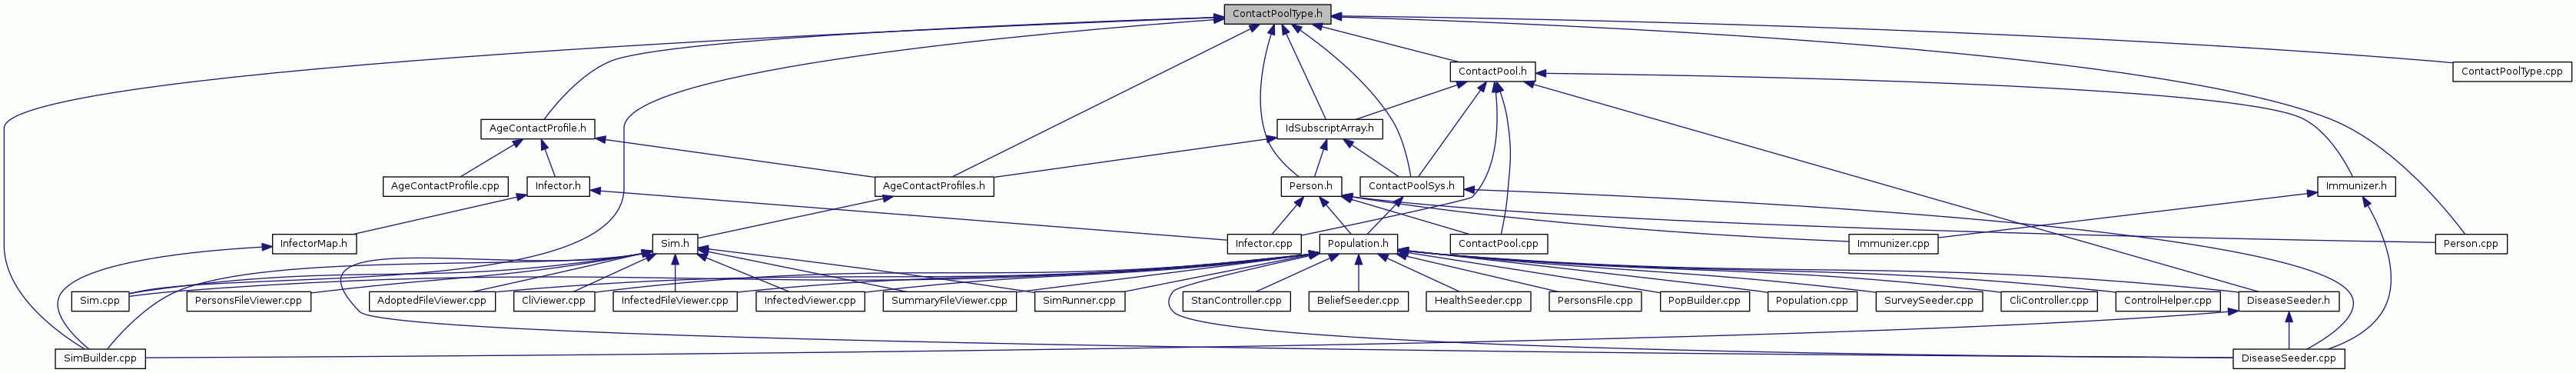 ContactPoolType.h
ContactPool.h
ContactPoolType.cpp
AgeContactProfile.h
IdSubscriptArray.h
AgeContactProfile.cpp
Infector.h
AgeContactProfiles.h
Person.h
ContactPoolSys.h
Immunizer.h
InfectorMap.h
Sim.h
Infector.cpp
Population.h
ContactPool.cpp
Immunizer.cpp
Person.cpp
Sim.cpp
PersonsFileViewer.cpp
AdoptedFileViewer.cpp
CliViewer.cpp
InfectedFileViewer.cpp
InfectedViewer.cpp
SummaryFileViewer.cpp
SimRunner.cpp
StanController.cpp
BeliefSeeder.cpp
HealthSeeder.cpp
PersonsFile.cpp
PopBuilder.cpp
Population.cpp
SurveySeeder.cpp
CliController.cpp
ControlHelper.cpp
DiseaseSeeder.h
SimBuilder.cpp
DiseaseSeeder.cpp